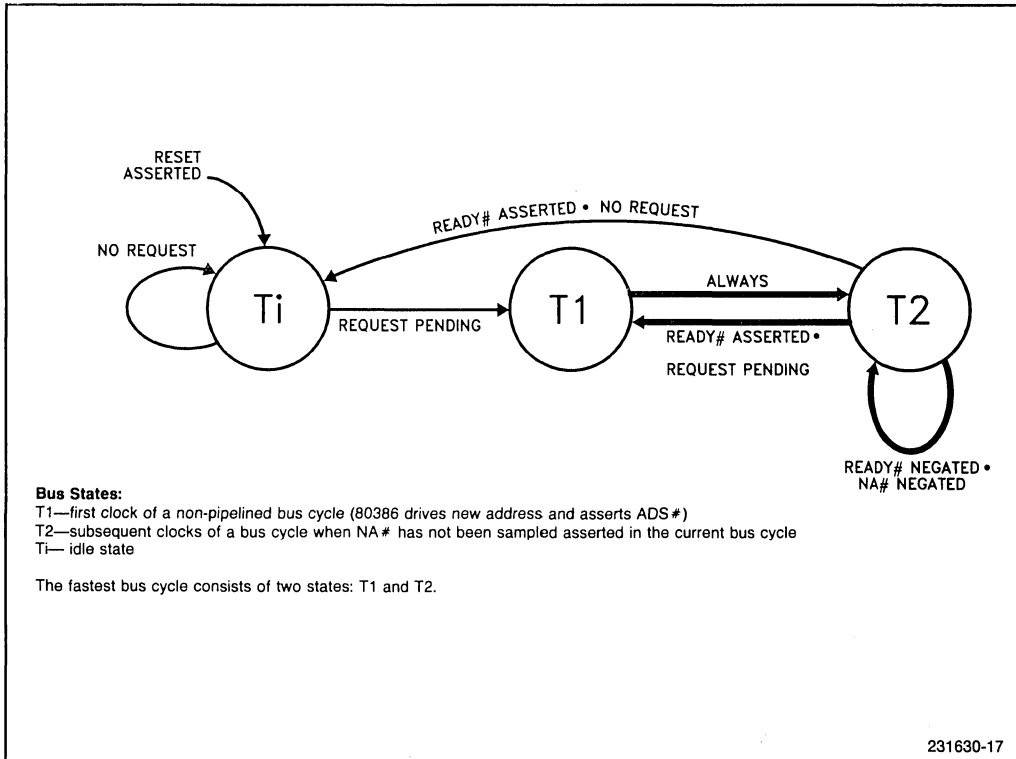 RESET
ASSERTED
READY# ASSERTED • NO REQUEST
NO REQUEST
Ti
REQUEST PENDING
T1
ALWAYS
READY# ASSERTED •
REQUEST PENDING
T2
READY# NEGATED •
NA# NEGATED
Bus States:
T1—first clock of a non-pipelined bus cycle (80386 drives new address and asserts ADS#)
T2—subsequent clocks of a bus cycle when NA# has not been sampled asserted in the current bus cycle
Ti— idle state
The fastest bus cycle consists of two states: T1 and T2.
231630-17